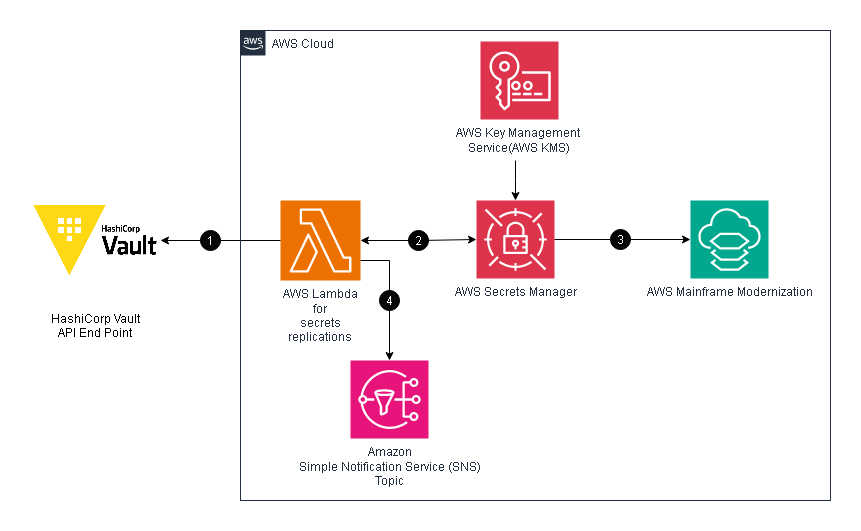 aws
AWS Cloud
AWS Key Management
Service(AWS KMS)
HashiCorp
Vault
1
2
3
AWS Lambda
for
secrets
replications
AWS Secrets Manager
AWS Mainframe Modernization
4
HashiCorp Vault
API End Point
Amazon
Simple Notification Service (SNS)
Topic